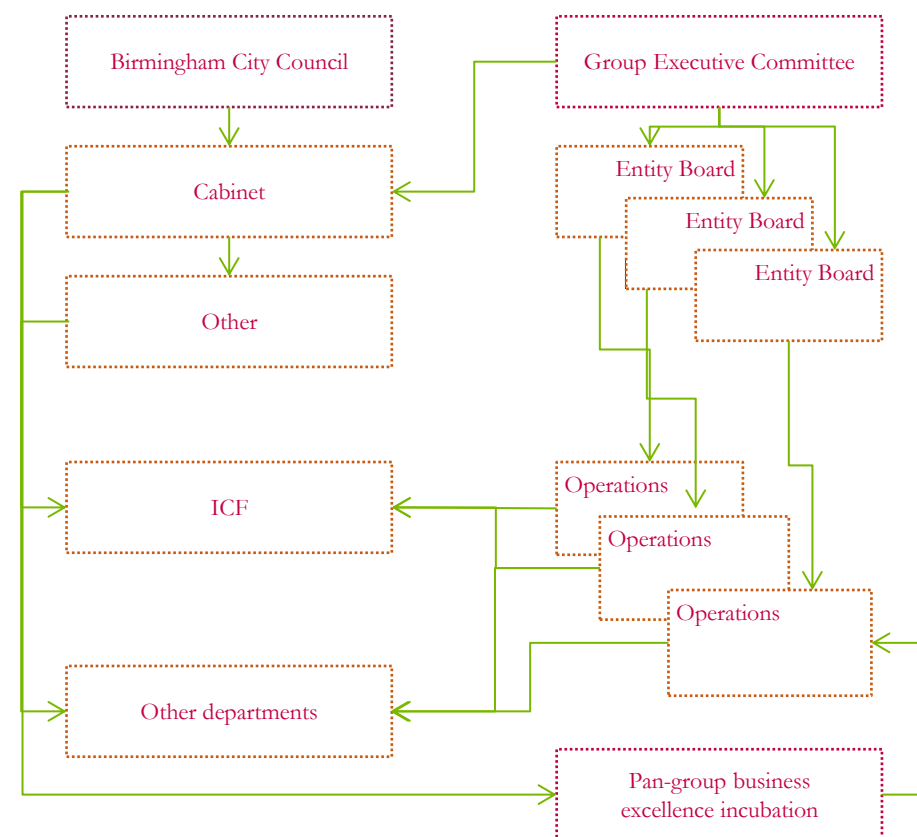 Birmingham City Council
Group Executive Committee
Cabinet
Entity Board
Entity Board
Entity Board
Other
ICF
Operations
Operations
Operations
Other departments
Pan-group business
excellence incubation